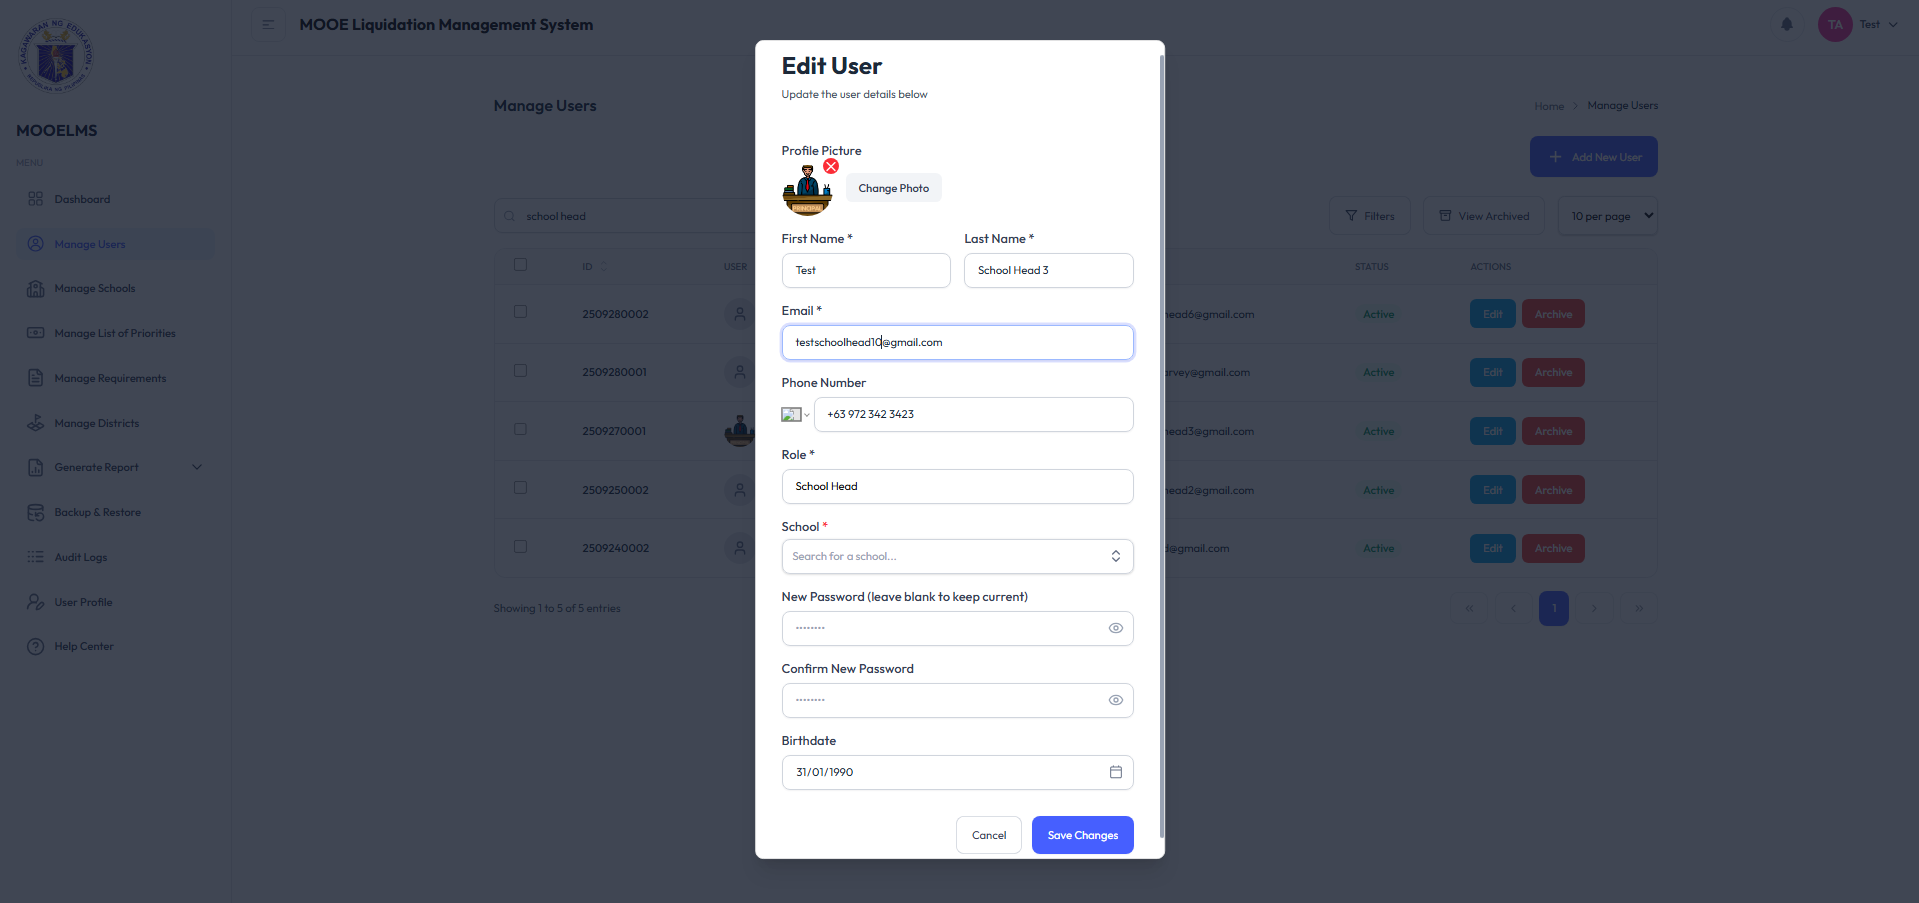 KAGAWARAN NG EDUKASYON
REPUBLIKA NG PILIPINAS
MOOE Liquidation Management System
TA
Test
MOOELMS
MENU
Dashboard
Manage Users
Manage Schools
Manage List of Priorities
Manage Requirements
Manage Districts
Generate Report
Backup & Restore
Audit Logs
User Profile
Help Center
Manage Users
Home > Manage Users
Add New User
school head
Filters
View Archived
10 per page
ID
USER
STATUS
ACTIONS
2509280002
ead6@gmail.com
Active
Edit
Archive
2509280001
rvey@gmail.com
Active
Edit
Archive
2509270001
ead3@gmail.com
Active
Edit
Archive
2509250002
ead2@gmail.com
Active
Edit
Archive
2509240002
@gmail.com
Active
Edit
Archive
Showing 1 to 5 of 5 entries
« ‹ 1 › »
Edit User
Update the user details below
Profile Picture
PRINCIPAL
Change Photo
First Name *
Last Name *
Test
School Head 3
Email *
testschoolhead10@gmail.com
Phone Number
+63 972 342 3423
Role *
School Head
School *
Search for a school...
New Password (leave blank to keep current)
••••••••
Confirm New Password
••••••••
Birthdate
31/01/1990
Cancel
Save Changes